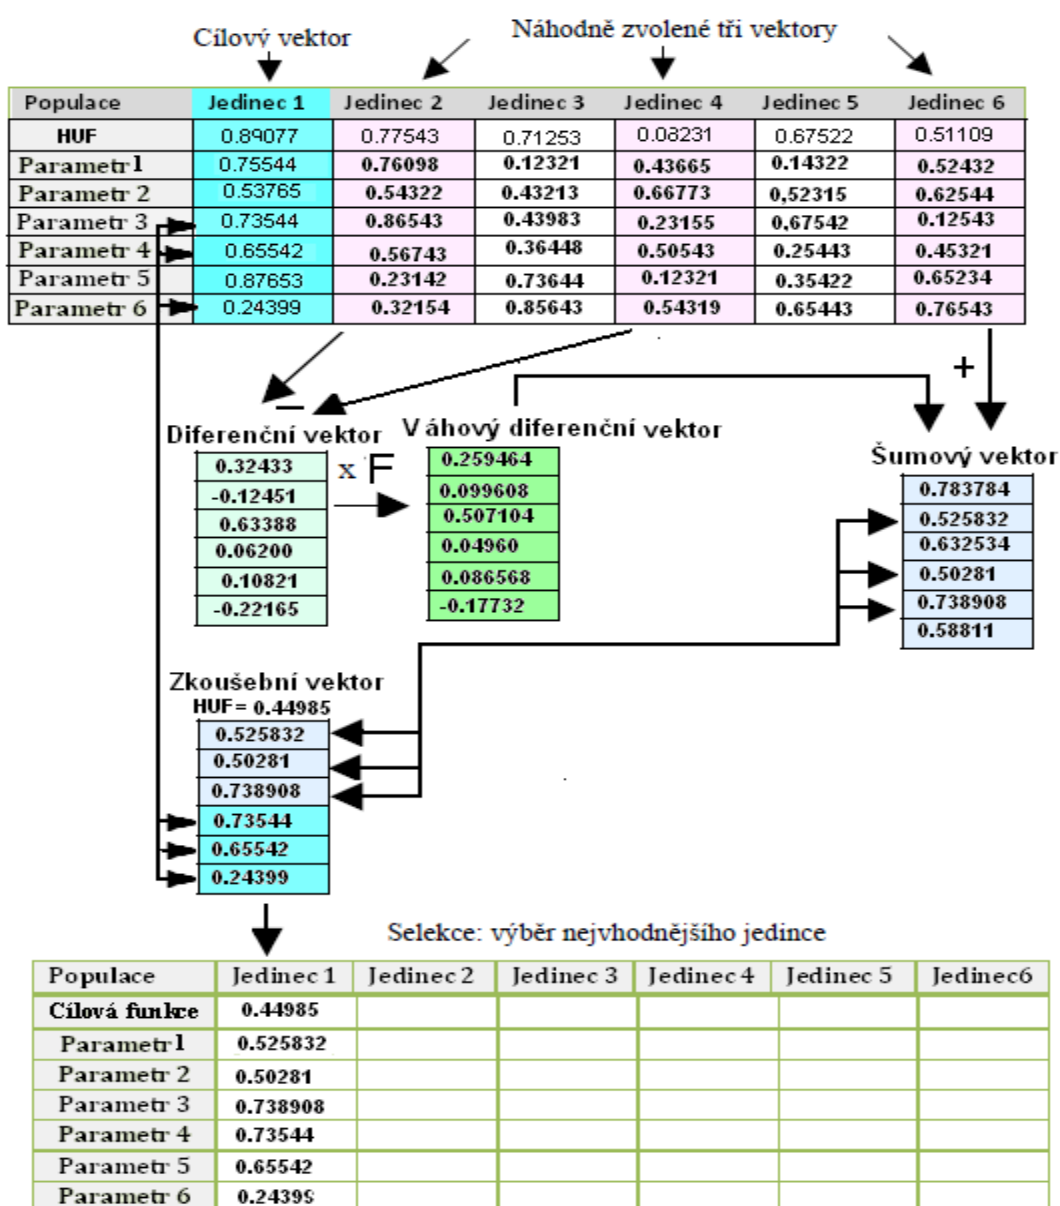 Cílový vektor
Náhodně zvolené tři vektory
Populace Jedinec 1 Jedinec 2 Jedinec 3 Jedinec 4 Jedinec 5 Jedinec 6
HUF 0.89077 0.77543 0.71253 0.08231 0.67522 0.51109
Parametr1 0.75544 0.76098 0.12321 0.43665 0.14322 0.52432
Parametr 2 0.53765 0.54322 0.43213 0.66773 0,52315 0.62544
Parametr 3 0.73544 0.86543 0.43983 0.23155 0,67542 0.12543
Parametr 4 0.65542 0.56743 0.36448 0.50543 0.25443 0.45321
Parametr 5 0.87653 0.23142 0.73644 0.12321 0.35422 0.65234
Parametr 6 0.24399 0.32154 0.85643 0.54319 0.65443 0.76543
+
−
Diferenční vektor
0.32433
-0.12451
0.63388
0.06200
0.10821
-0.22165
x F
Váhový diferenční vektor
0.259464
0.099608
0.507104
0.04960
0.086568
-0.17732
Šumový vektor
0.783784
0.525832
0.632534
0.50281
0.738908
0.58811
Zkoušební vektor
HUF= 0.44985
0.525832
0.50281
0.738908
0.73544
0.65542
0.24399
Selekce: výběr nejvhodnějšího jedince
Populace Jedinec 1 Jedinec 2 Jedinec 3 Jedinec 4 Jedinec 5 Jedinec6
Cílová funkce 0.44985
Parametr1 0.525832
Parametr 2 0.50281
Parametr 3 0.738908
Parametr 4 0.73544
Parametr 5 0.65542
Parametr 6 0.24399